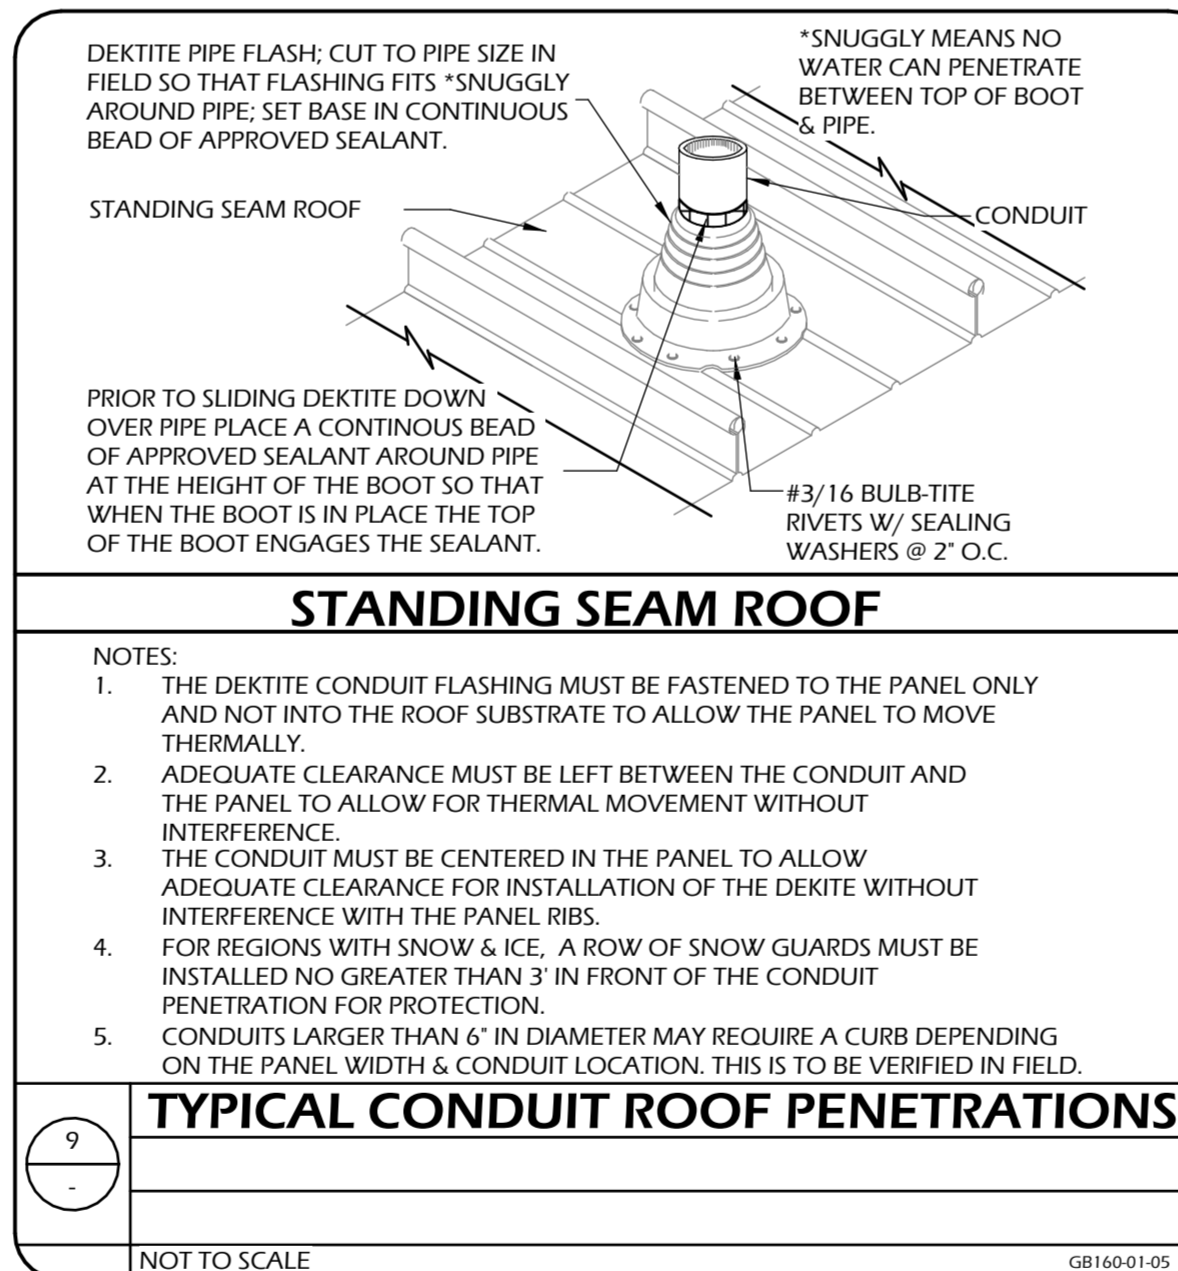 DEKTITE PIPE FLASH; CUT TO PIPE SIZE IN
FIELD SO THAT FLASHING FITS *SNUGGLY
AROUND PIPE; SET BASE IN CONTINUOUS
BEAD OF APPROVED SEALANT.
*SNUGGLY MEANS NO
WATER CAN PENETRATE
BETWEEN TOP OF BOOT
& PIPE.
STANDING SEAM ROOF
CONDUIT
PRIOR TO SLIDING DEKTITE DOWN
OVER PIPE PLACE A CONTINOUS BEAD
OF APPROVED SEALANT AROUND PIPE
AT THE HEIGHT OF THE BOOT SO THAT
WHEN THE BOOT IS IN PLACE THE TOP
OF THE BOOT ENGAGES THE SEALANT.
#3/16 BULB-TITE
RIVETS W/ SEALING
WASHERS @ 2" O.C.
STANDING SEAM ROOF
NOTES:
1. THE DEKTITE CONDUIT FLASHING MUST BE FASTENED TO THE PANEL ONLY
AND NOT INTO THE ROOF SUBSTRATE TO ALLOW THE PANEL TO MOVE
THERMALLY.
2. ADEQUATE CLEARANCE MUST BE LEFT BETWEEN THE CONDUIT AND
THE PANEL TO ALLOW FOR THERMAL MOVEMENT WITHOUT
INTERFERENCE.
3. THE CONDUIT MUST BE CENTERED IN THE PANEL TO ALLOW
ADEQUATE CLEARANCE FOR INSTALLATION OF THE DEKITE WITHOUT
INTERFERENCE WITH THE PANEL RIBS.
4. FOR REGIONS WITH SNOW & ICE, A ROW OF SNOW GUARDS MUST BE
INSTALLED NO GREATER THAN 3' IN FRONT OF THE CONDUIT
PENETRATION FOR PROTECTION.
5. CONDUITS LARGER THAN 6" IN DIAMETER MAY REQUIRE A CURB DEPENDING
ON THE PANEL WIDTH & CONDUIT LOCATION. THIS IS TO BE VERIFIED IN FIELD.
TYPICAL CONDUIT ROOF PENETRATIONS
9
-
NOT TO SCALE
GB160-01-05